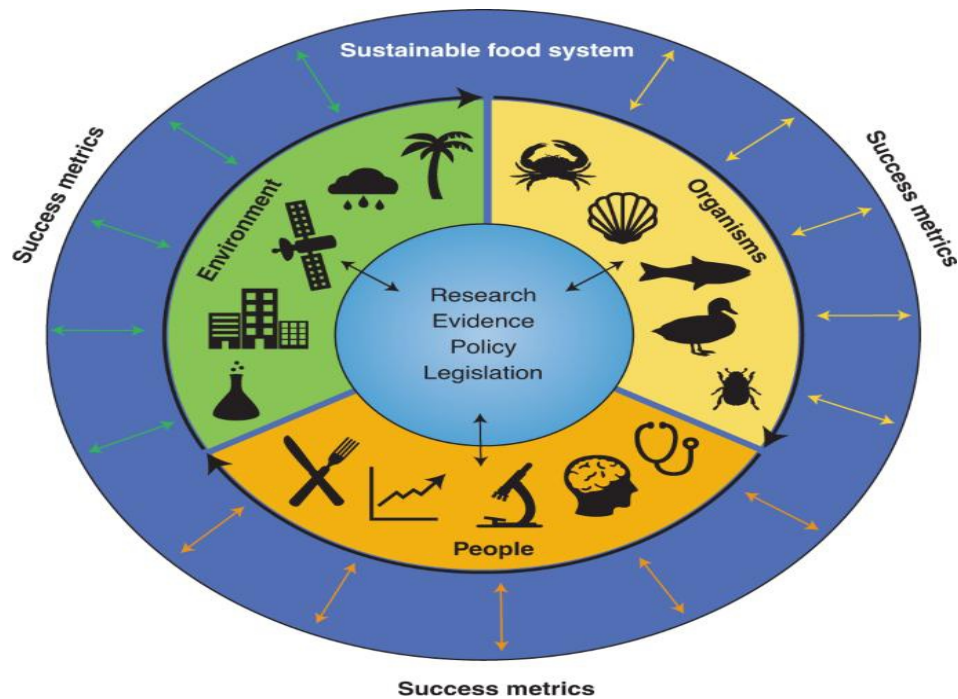 Sustainable food system
Success metrics
Success metrics
Environment
Organisms
Research
Evidence
Policy
Legislation
People
Success metrics